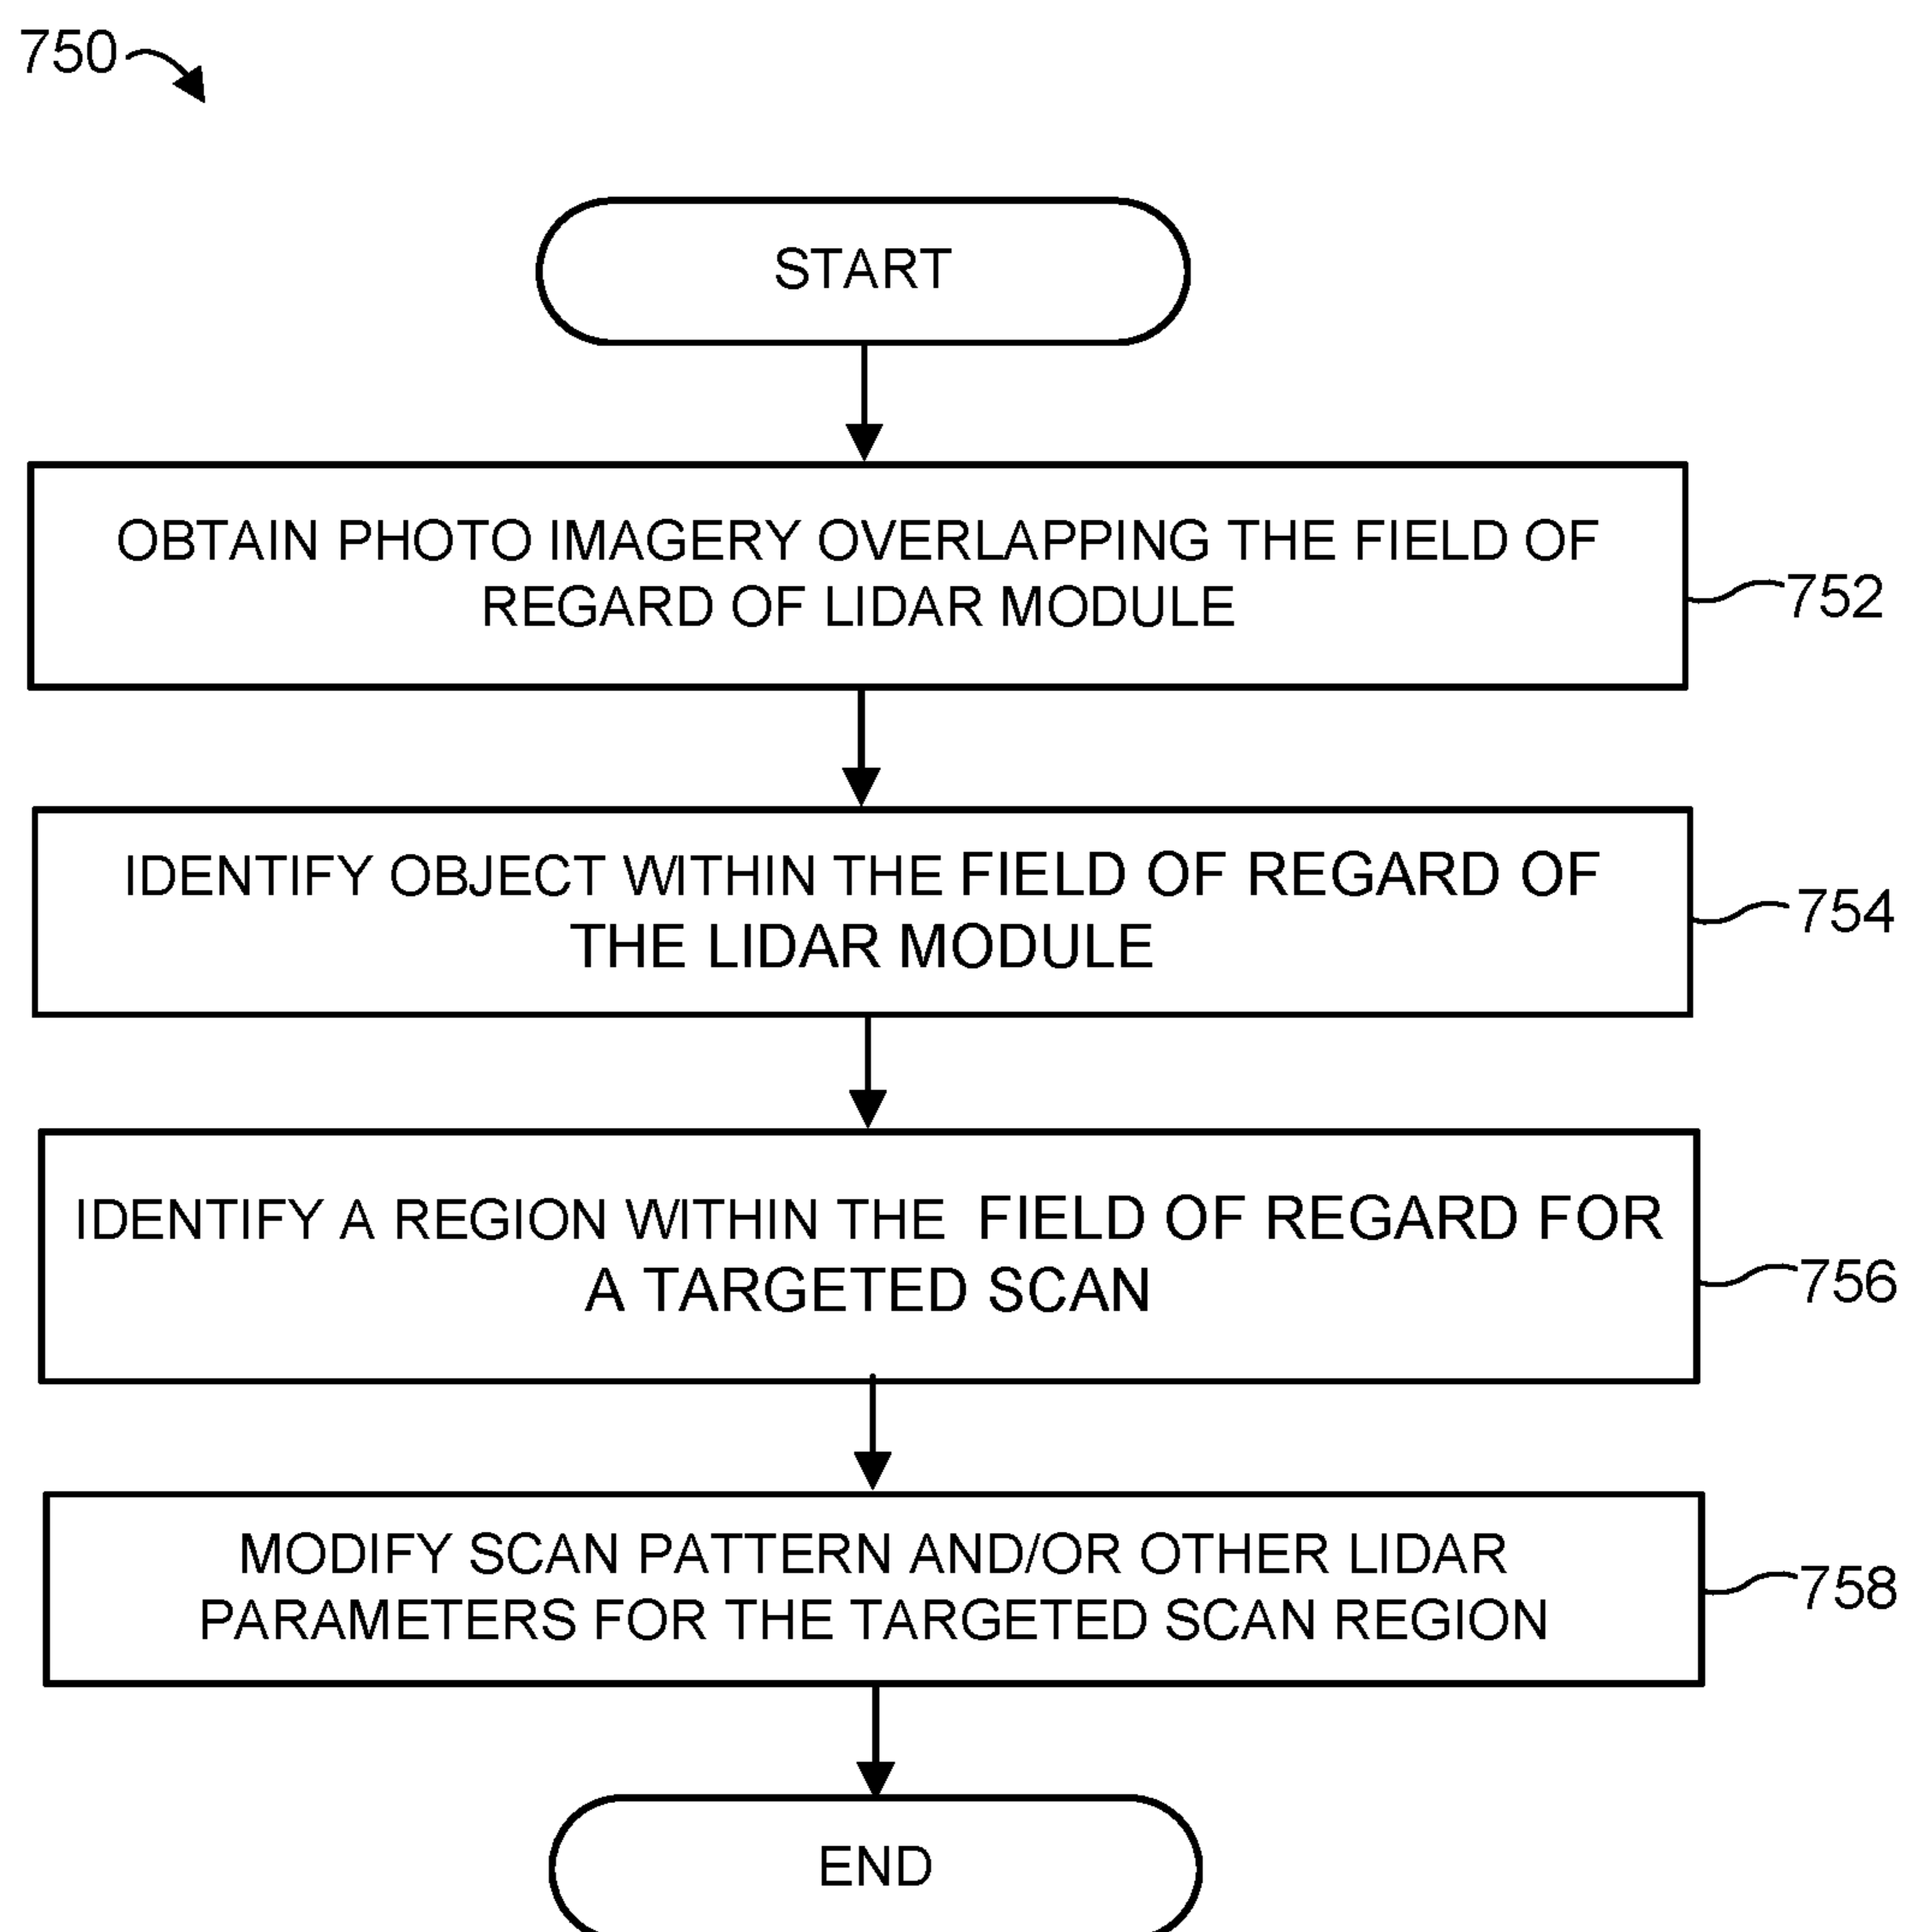 750
START
OBTAIN PHOTO IMAGERY OVERLAPPING THE FIELD OF
REGARD OF LIDAR MODULE
752
IDENTIFY OBJECT WITHIN THE FIELD OF REGARD OF
THE LIDAR MODULE
754
IDENTIFY A REGION WITHIN THE FIELD OF REGARD FOR
A TARGETED SCAN
756
MODIFY SCAN PATTERN AND/OR OTHER LIDAR
PARAMETERS FOR THE TARGETED SCAN REGION
758
END